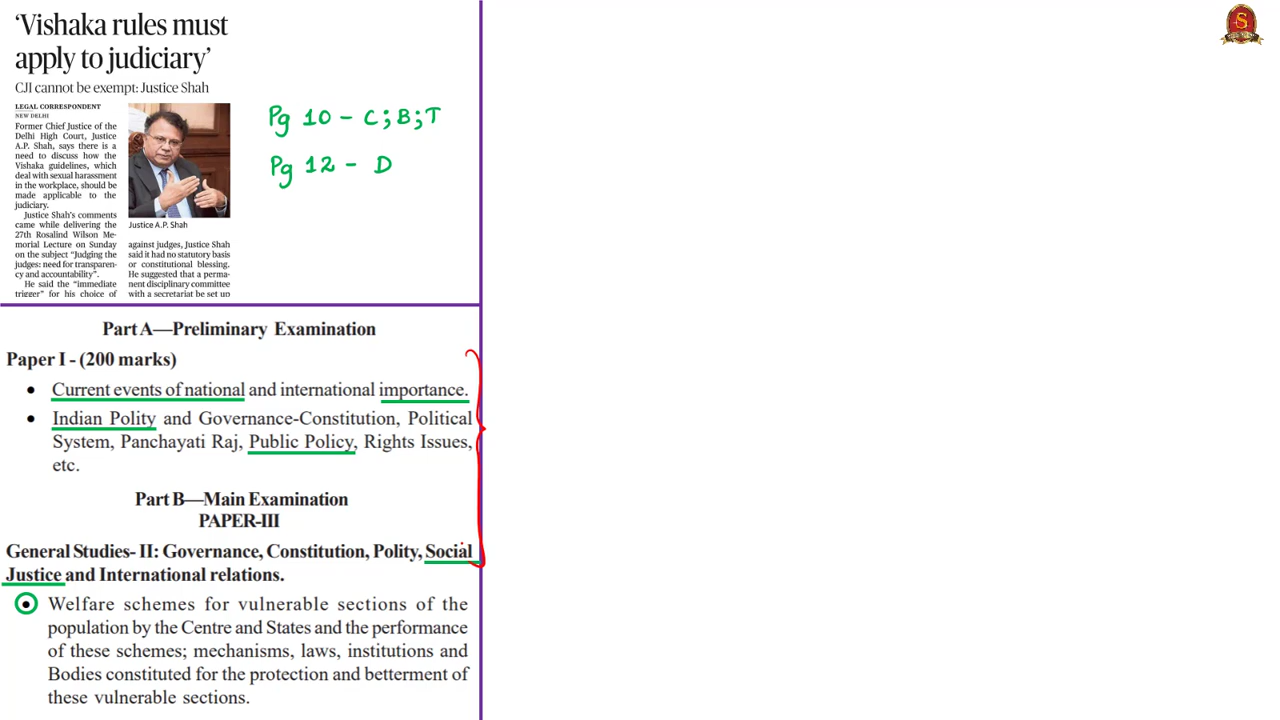 'Vishaka rules must
apply to judiciary'
CJI cannot be exempt: Justice Shah
LEGAL CORRESPONDENT
NEW DELHI
Former Chief Justice of the
Delhi High Court, Justice
A.P. Shah, says there is a
need to discuss how the
Vishaka guidelines, which
deal with sexual harassment
in the workplace, should be
made applicable to the
judiciary.
Justice Shah's comments
came while delivering the
27th Rosalind Wilson Me-
morial Lecture on Sunday
on the subject "Judging the
judges: need for transparen-
cy and accountability".
He said the "immediate
trigger" for his choice of
Justice A.P. Shah
against judges, Justice Shah
said it had no statutory basis
or constitutional blessing.
He suggested that a perma-
nent disciplinary committee
with a secretariat be set up
Pg 10 - C; B; T
Pg 12 - D
S
Part A—Preliminary Examination
Paper I - (200 marks)
• Current events of national and international importance.
• Indian Polity and Governance-Constitution, Political
System, Panchayati Raj, Public Policy, Rights Issues,
etc.
Part B—Main Examination
PAPER-III
General Studies- II: Governance, Constitution, Polity, Social
Justice and International relations.
• Welfare schemes for vulnerable sections of the
population by the Centre and States and the performance
of these schemes; mechanisms, laws, institutions and
Bodies constituted for the protection and betterment of
these vulnerable sections.